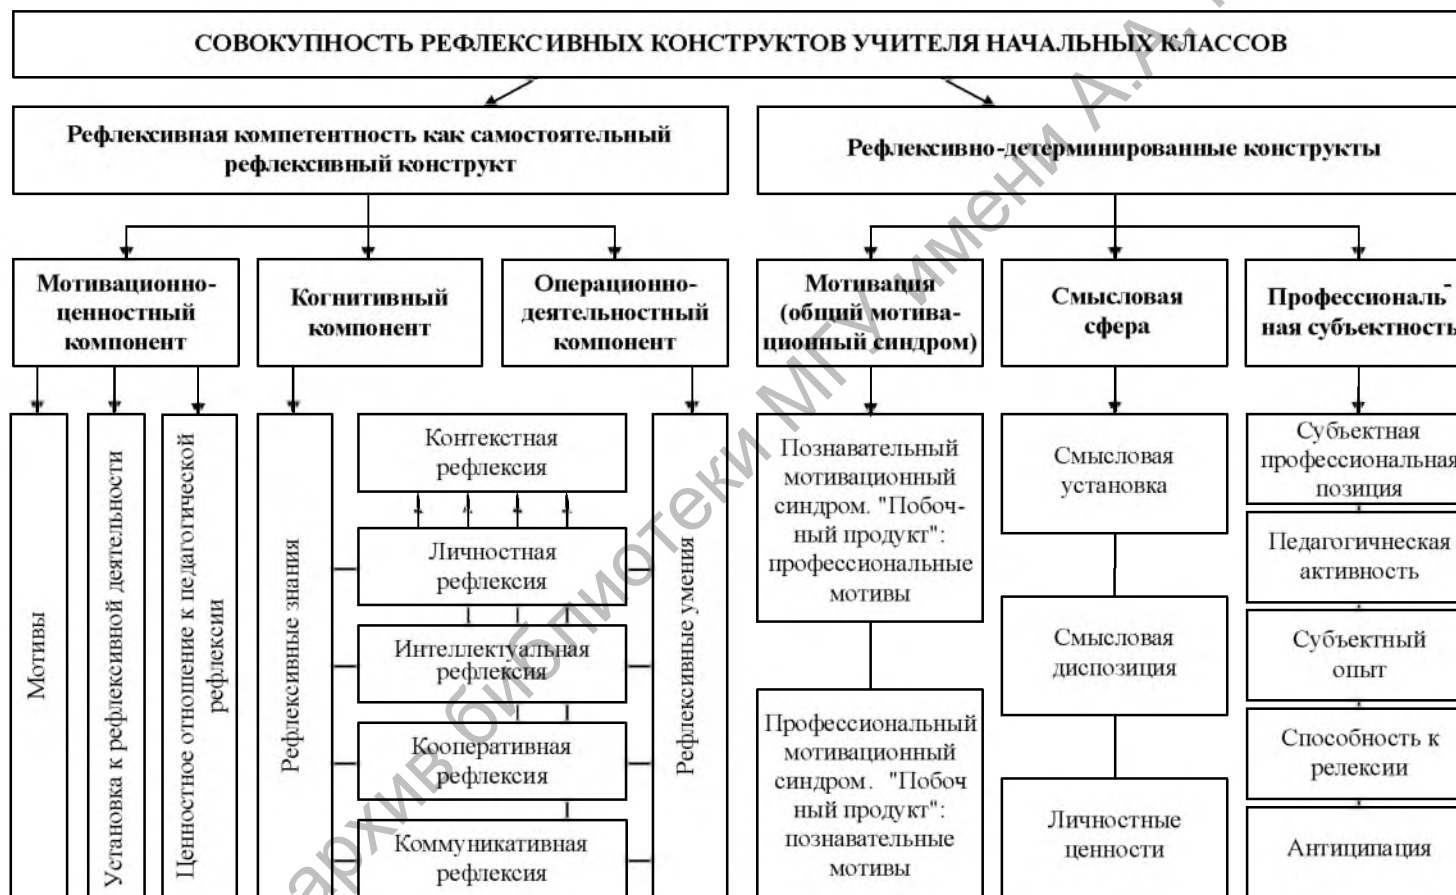 СОВОКУПНОСТЬ РЕФЛЕКСИВНЫХ КОНСТРУКТОВ УЧИТЕЛЯ НАЧАЛЬНЫХ КЛАССОВ
Рефлексивная компетентность как самостоятельный
рефлексивный конструкт
Рефлексивно-детерминированные конструкты
Мотивационно-
ценностный
компонент
Когнитивный
компонент
Операционно-
деятельностный
компонент
Мотивация
(общий мотива-
ционный синдром)
Смысловая
сфера
Профессиональ-
ная субъектность
Мотивы
Установка к рефлексивной деятельности
Ценностное отношение к педагогической
рефлексии
Рефлексивные знания
Контекстная
рефлексия
Личностная
рефлексия
Интеллектуальная
рефлексия
Кооперативная
рефлексия
Коммуникативная
рефлексия
Рефлексивные умения
Познавательный
мотивационный
синдром. "Побоч-
ный продукт":
профессиональные
мотивы
Профессиональный
мотивационный
синдром. "Побоч
ный продукт":
познавательные
мотивы
Смысловая
установка
Смысловая
диспозиция
Личностные
ценности
Субъектная
профессиональная
позиция
Педагогичнеская
активность
Субъектный
опыт
Способность к
релексии
Антиципация
архив библиотеки МГУ имени А.А.